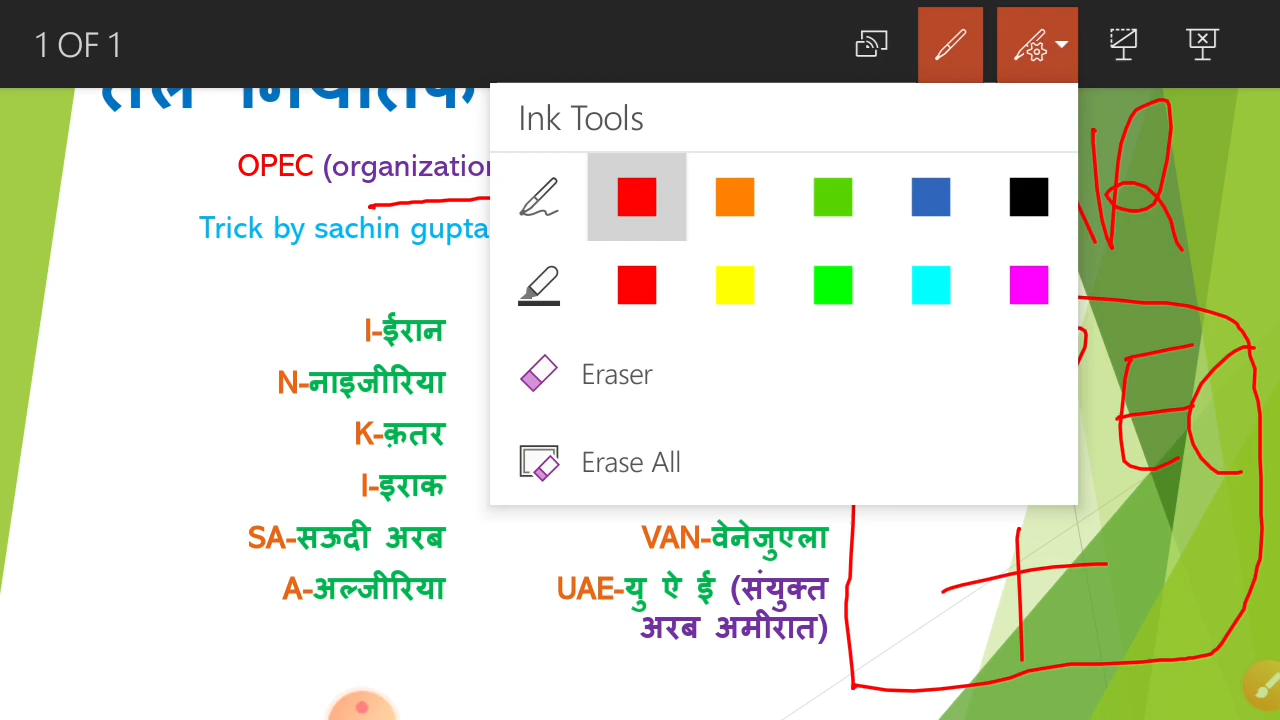 1 OF 1
Ink Tools
Eraser
Erase All
OPEC (organization
Trick by sachin gupta
I-ईरान
N-नाइजीरिया
K-क़तर
I-इराक
SA-सऊदी अरब
A-अल्जीरिया
VAN-वेनेजुएला
UAE-यु ऐ ई (संयुक्त
अरब अमीरात)